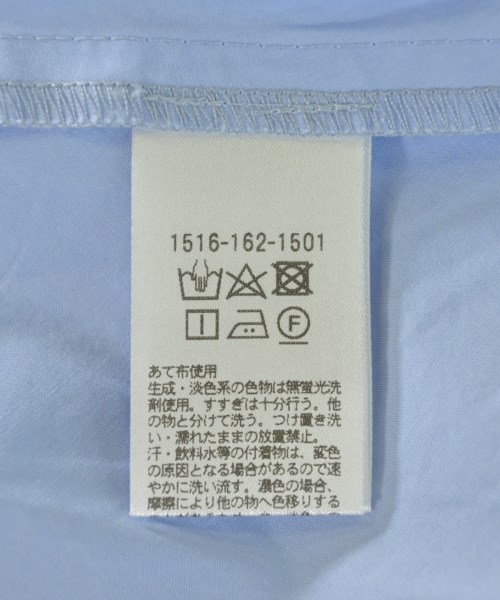 1516-162-1501
F
あて布使用
生成・淡色系の色物は無蛍光洗
剤使用。すすぎは十分行う。他
の物と分けて洗う。つけ置き洗
い・濡れたままの放置禁止。
汗・飲料水等の付着物は、変色
の原因となる場合があるので速
やかに洗い流す。濃色の場合、
摩擦により他の物へ色移りする